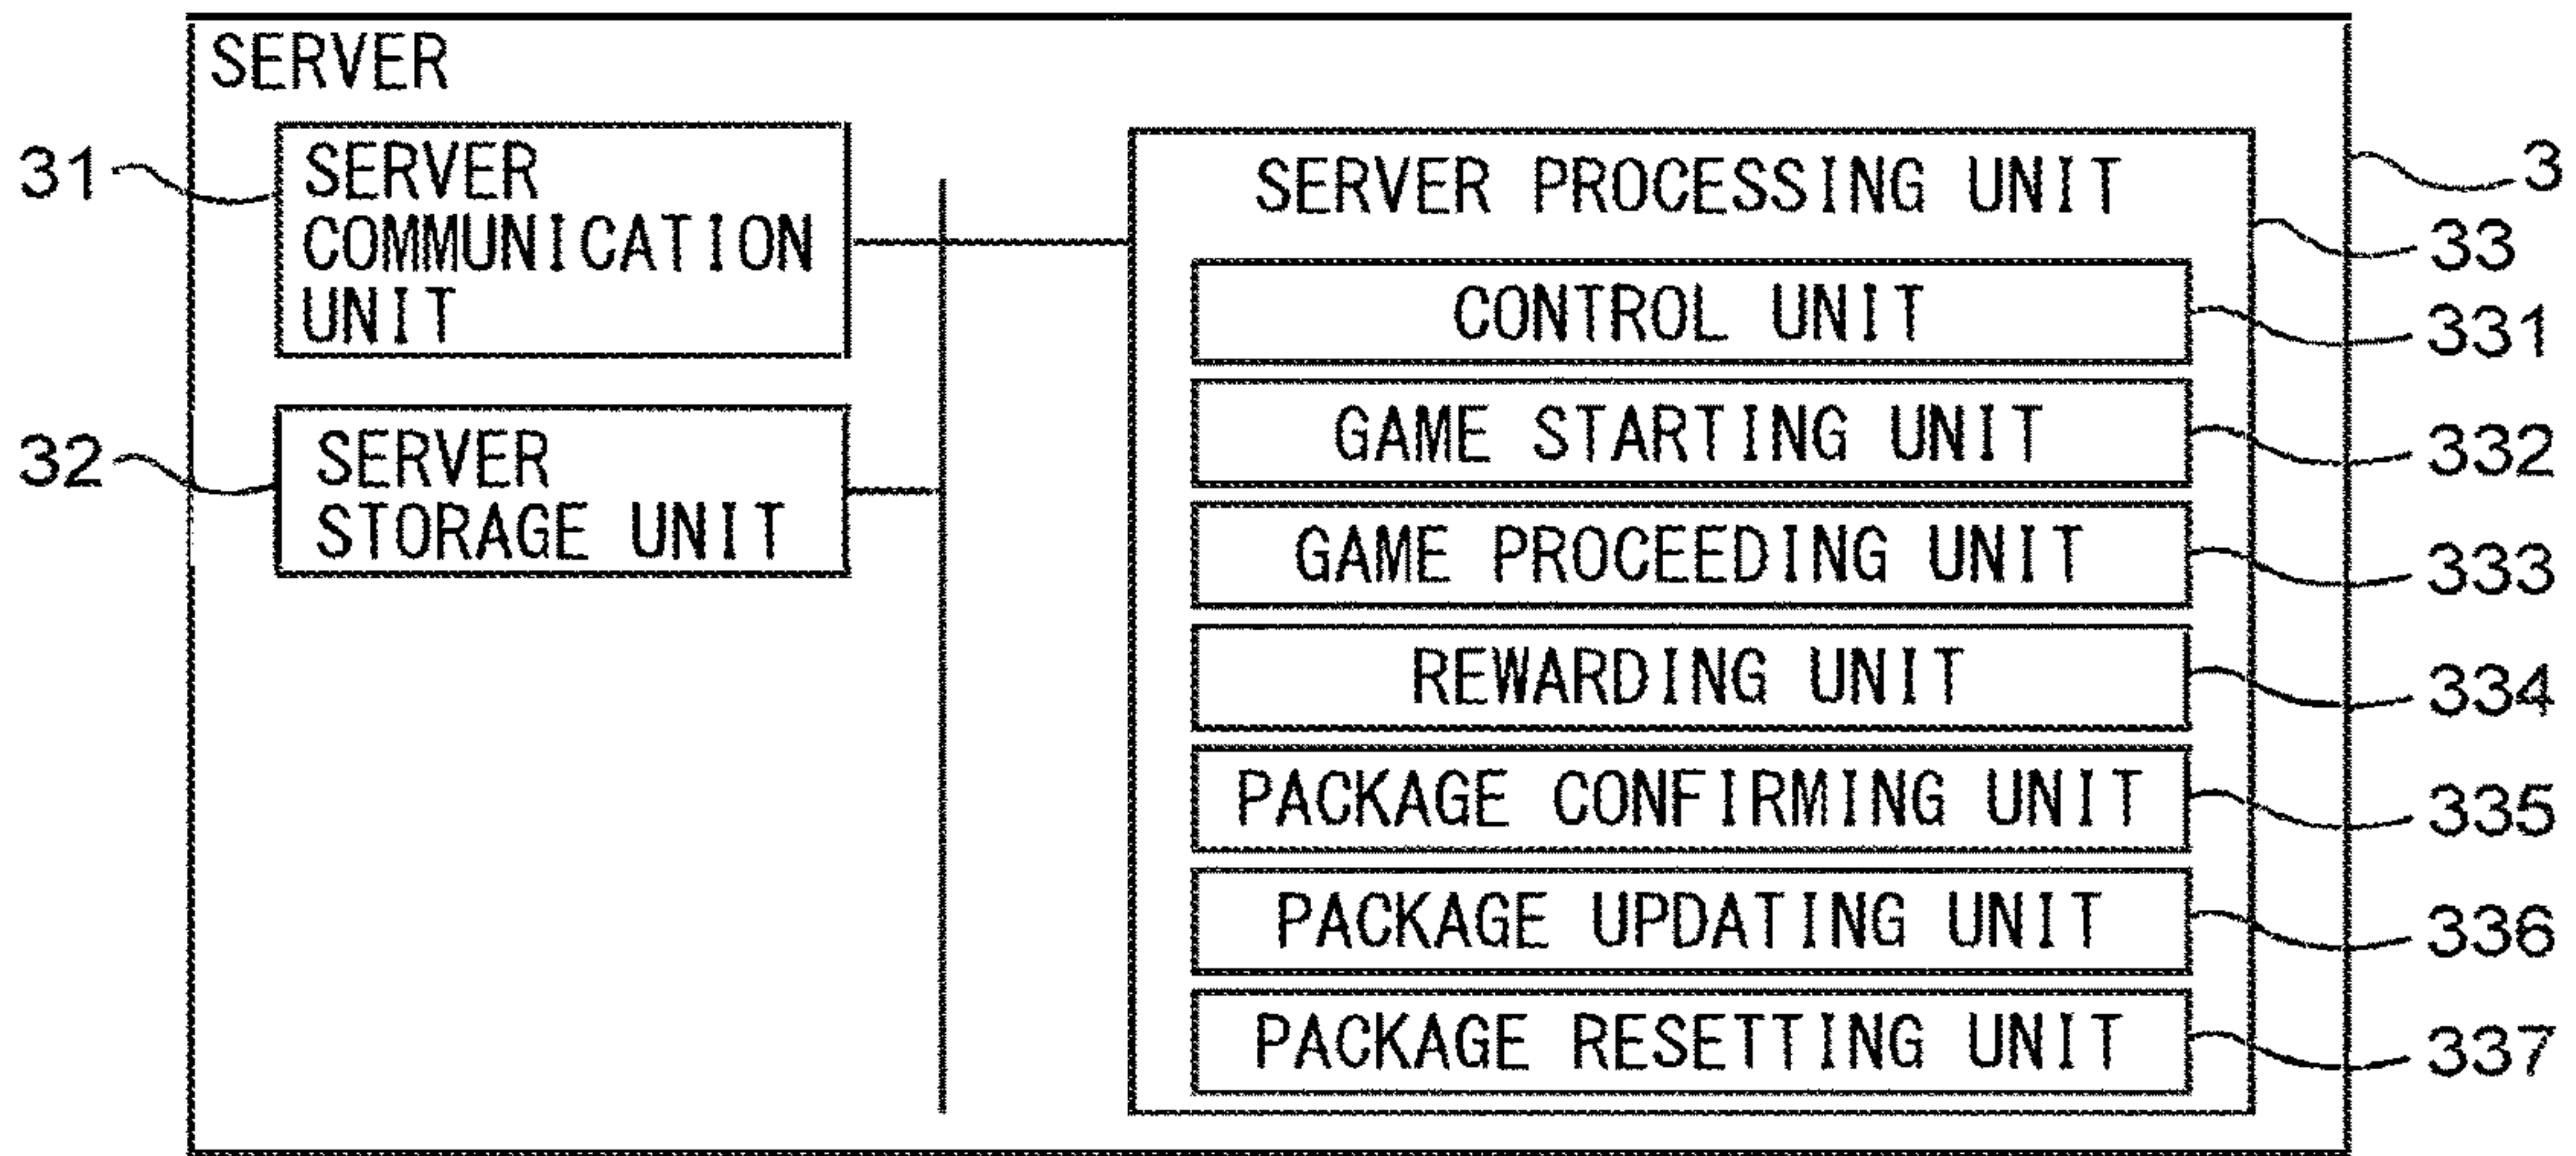 SERVER
31
SERVER
COMMUNICATION
UNIT
32
SERVER
STORAGE UNIT
SERVER PROCESSING UNIT
3
33
CONTROL UNIT
331
GAME STARTING UNIT
332
GAME PROCEEDING UNIT
333
REWARDING UNIT
334
PACKAGE CONFIRMING UNIT
335
PACKAGE UPDATING UNIT
336
PACKAGE RESETTING UNIT
337